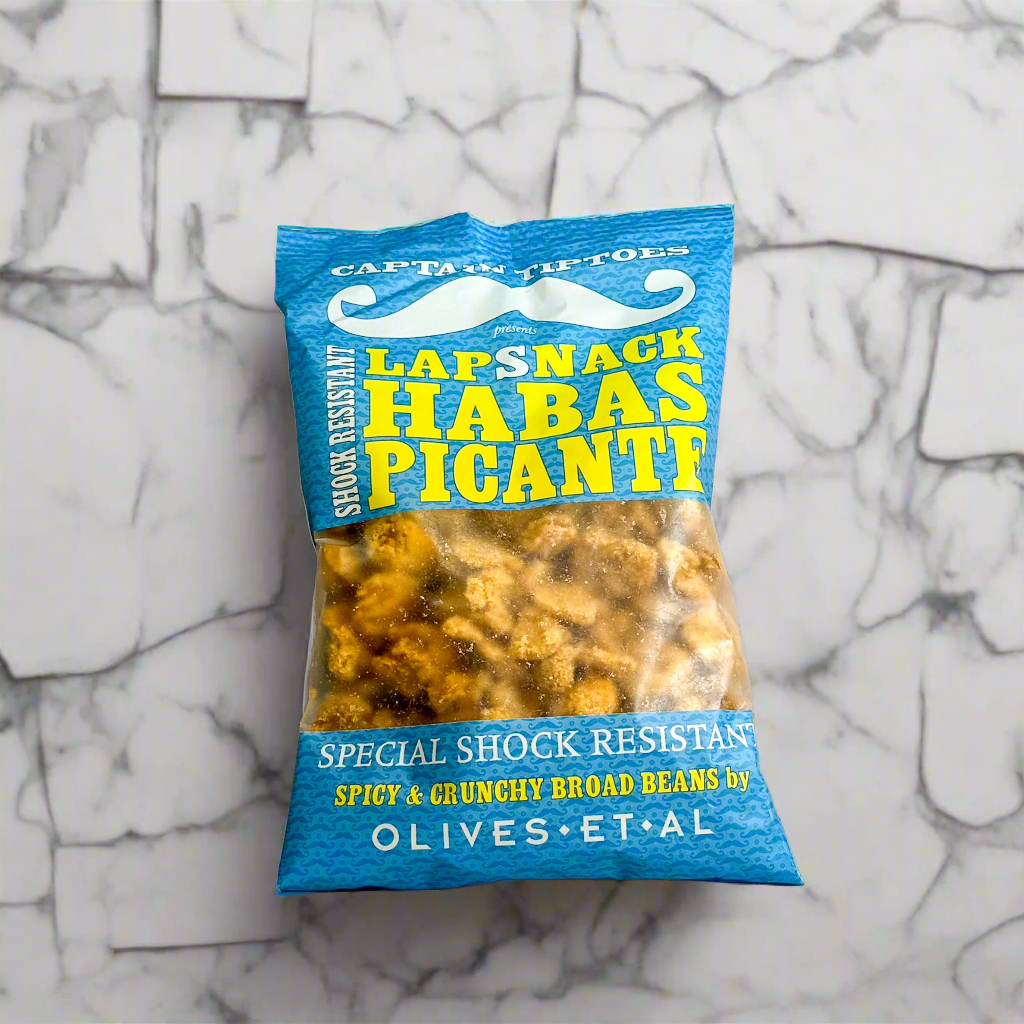 CAPTAIN TIPTOES
presents
SHOCK RESISTANT
LAPSNACK
HABAS
PICANTE
SPECIAL SHOCK RESISTANT
SPICY & CRUNCHY BROAD BEANS by
OLIVES•ET•AL